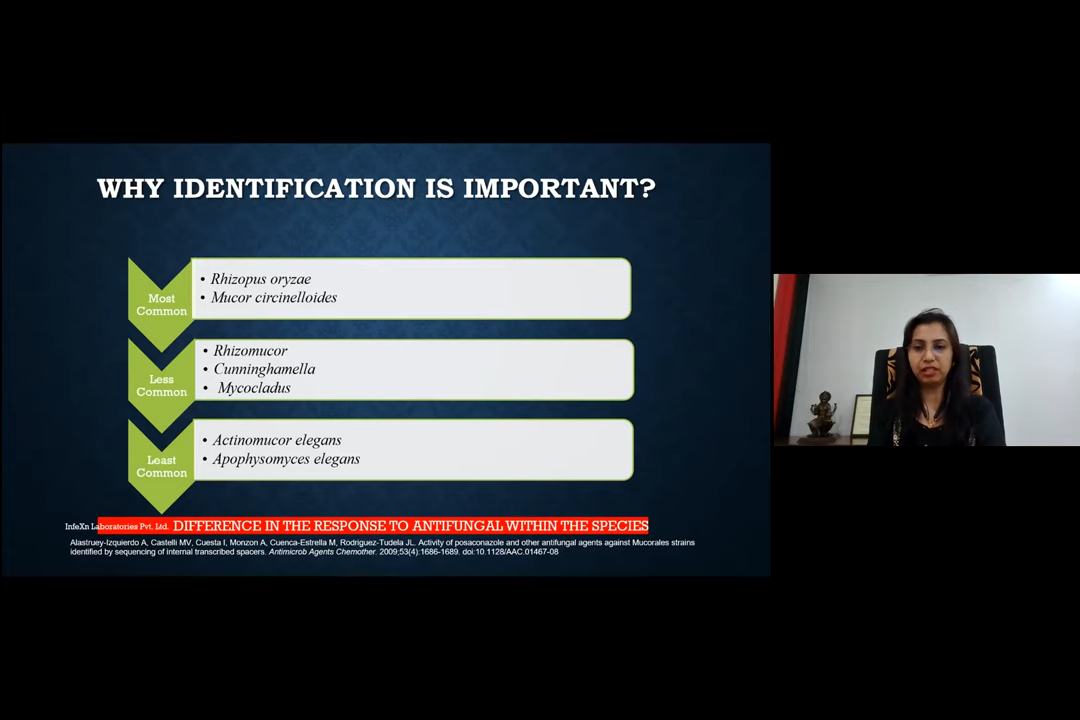 WHY IDENTIFICATION IS IMPORTANT?
Most
Common
• Rhizopus oryzae
• Mucor circinelloides
Less
Common
• Rhizomucor
• Cunninghamella
• Mycocladus
Least
Common
• Actinomucor elegans
• Apophysomyces elegans
InfeXn Laboratories Pvt. Ltd. DIFFERENCE IN THE RESPONSE TO ANTIFUNGAL WITHIN THE SPECIES
Alastruey-Izquierdo A, Castelli MV, Cuesta I, Monzon A, Cuenca-Estrella M, Rodriguez-Tudela JL. Activity of posaconazole and other antifungal agents against Mucorales strains
identified by sequencing of internal transcribed spacers. Antimicrob Agents Chemother. 2009;53(4):1686-1689. doi:10.1128/AAC.01467-08